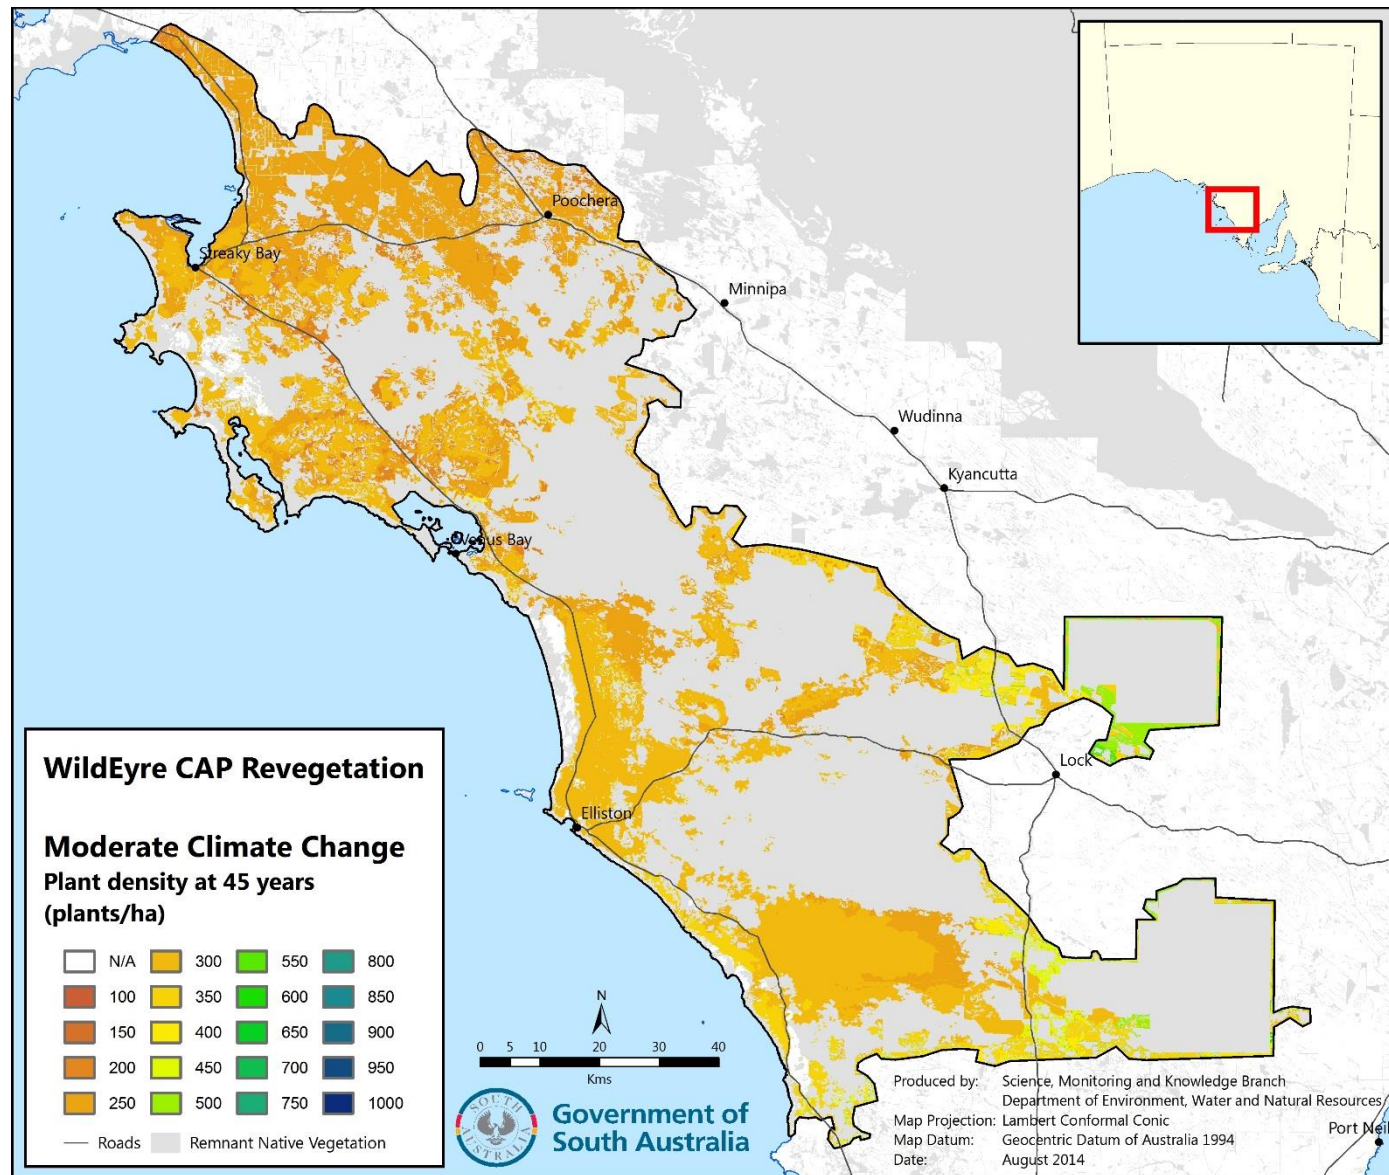 Poochera
Streaky Bay
Minnipa
Wudinna
Kyancutta
Venus Bay
Lock
Elliston
WildEyre CAP Revegetation
Moderate Climate Change
Plant density at 45 years
(plants/ha)
N/A 300 550 800
100 350 600 850
150 400 650 900
200 450 700 950
250 500 750 1000
Roads Remnant Native Vegetation
N
0 5 10 20 30 40
Kms
SOUTH AUSTRALIA
Government of
South Australia
Produced by: Science, Monitoring and Knowledge Branch
Department of Environment, Water and Natural Resources
Map Projection: Lambert Conformal Conic
Map Datum: Geocentric Datum of Australia 1994
Date: August 2014
Port Neil